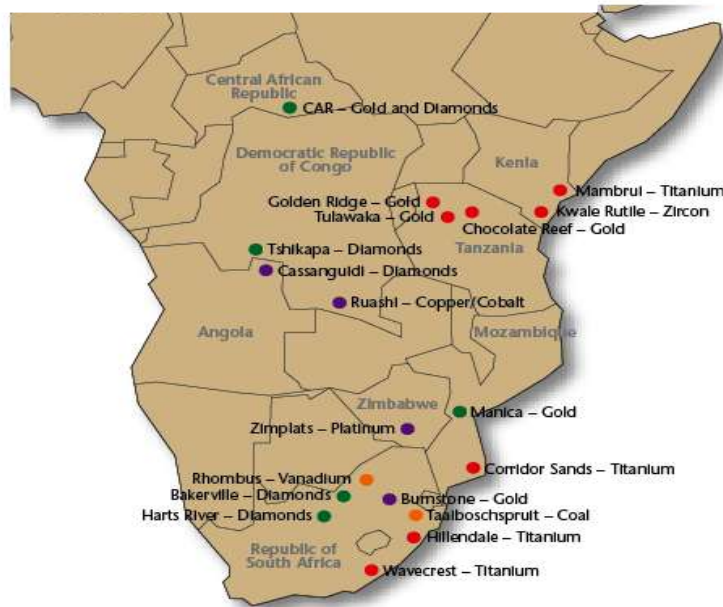 Central African
Republic
CAR – Gold and Diamonds
Democratic Republic
of Congo
Kenia
Mambrui – Titanium
Golden Ridge – Gold
Kwale Rutile – Zircon
Tulawaka – Gold
Chocolate Reef – Gold
Tanzania
Tshikapa – Diamonds
Cassanguidi – Diamonds
Ruashi – Copper/Cobalt
Angola
Mozambique
Zimbabwe
Manica – Gold
Zimplats – Platinum
Corridor Sands – Titanium
Rhombus – Vanadium
Bakerville – Diamonds
Burnstone – Gold
Harts River – Diamonds
Taaiboschspruit – Coal
Hillendale – Titanium
Republic of
South Africa
Wavecrest – Titanium